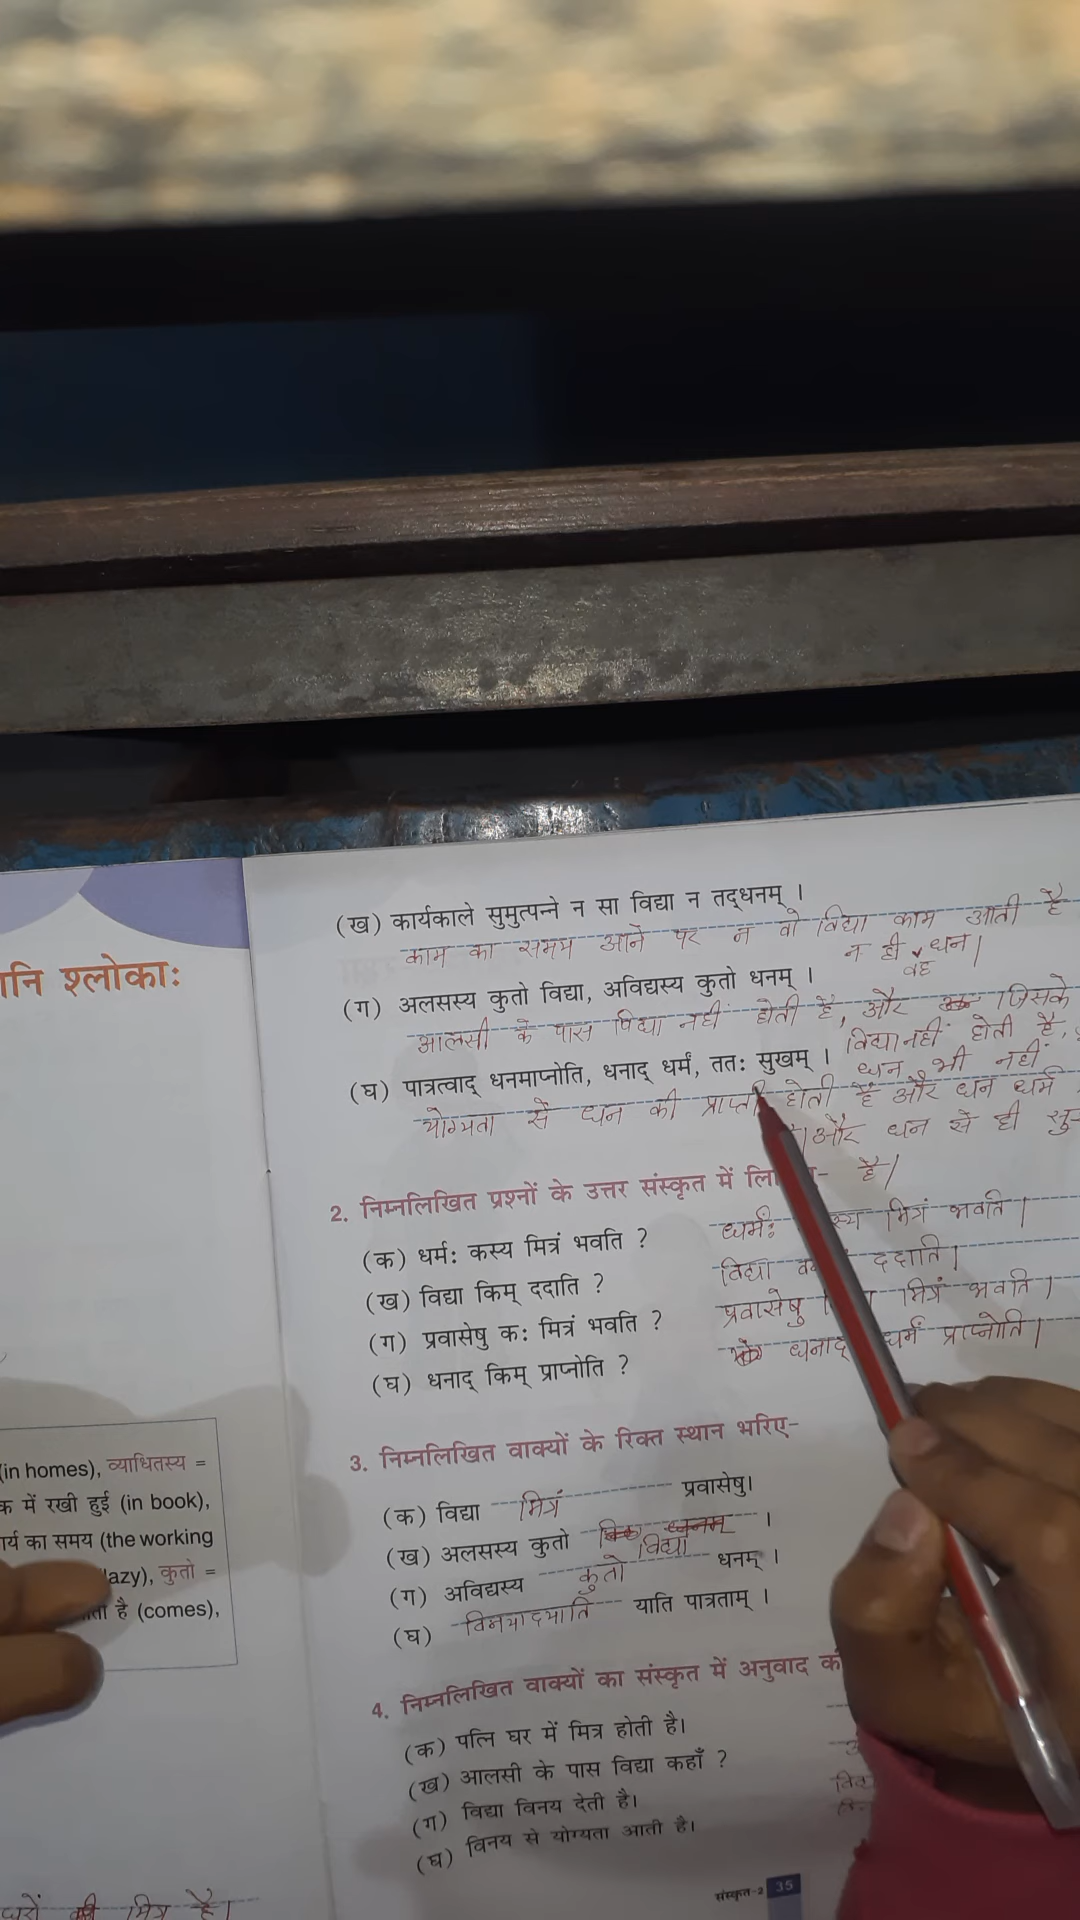 (ख) कार्यकाले सुमुत्पन्ने न सा विद्या न तद्धनम् ।
काम का समय आने पर न वो विद्या काम आती है
न ही वह धन।
(ग) अलसस्य कुतो विद्या, अविद्यस्य कुतो धनम् ।
आलसी के पास विद्या नहीं होती है, और जिसके
विद्या नहीं होती है,
धन भी नहीं
(घ) पात्रत्वाद् धनमाप्नोति, धनाद् धर्मं, ततः सुखम् ।
योग्यता से धन की प्राप्ती होती है और धन धर्म
और धन से ही
है।
2. निम्नलिखित प्रश्नों के उत्तर संस्कृत में
(क) धर्मः कस्य मित्रं भवति ? धर्मः मित्रं भवति।
(ख) विद्या किम् ददाति ? विद्या ददाति।
(ग) प्रवासेषु कः मित्रं भवति ? प्रवासेषु मित्रं भवति।
(घ) धनाद् किम् प्राप्नोति ? धनाद् धर्मं प्राप्नोति।
3. निम्नलिखित वाक्यों के रिक्त स्थान भरिए-
(क) विद्या मित्रं प्रवासेषु।
(ख) अलसस्य कुतो विद्या ।
(ग) अविद्यस्य कुतो धनम् ।
(घ) विनयादयाति याति पात्रताम् ।
4. निम्नलिखित वाक्यों का संस्कृत में अनुवाद
(क) पत्नि घर में मित्र होती है।
(ख) आलसी के पास विद्या कहाँ ?
(ग) विद्या विनय देती है।
(घ) विनय से योग्यता आती है।
संस्कृत-2 35
श्लोकाः
(in homes), व्याधितस्य =
में रखी हुई (in book),
का समय (the working
कुतो =
है (comes),
की मित्र है।